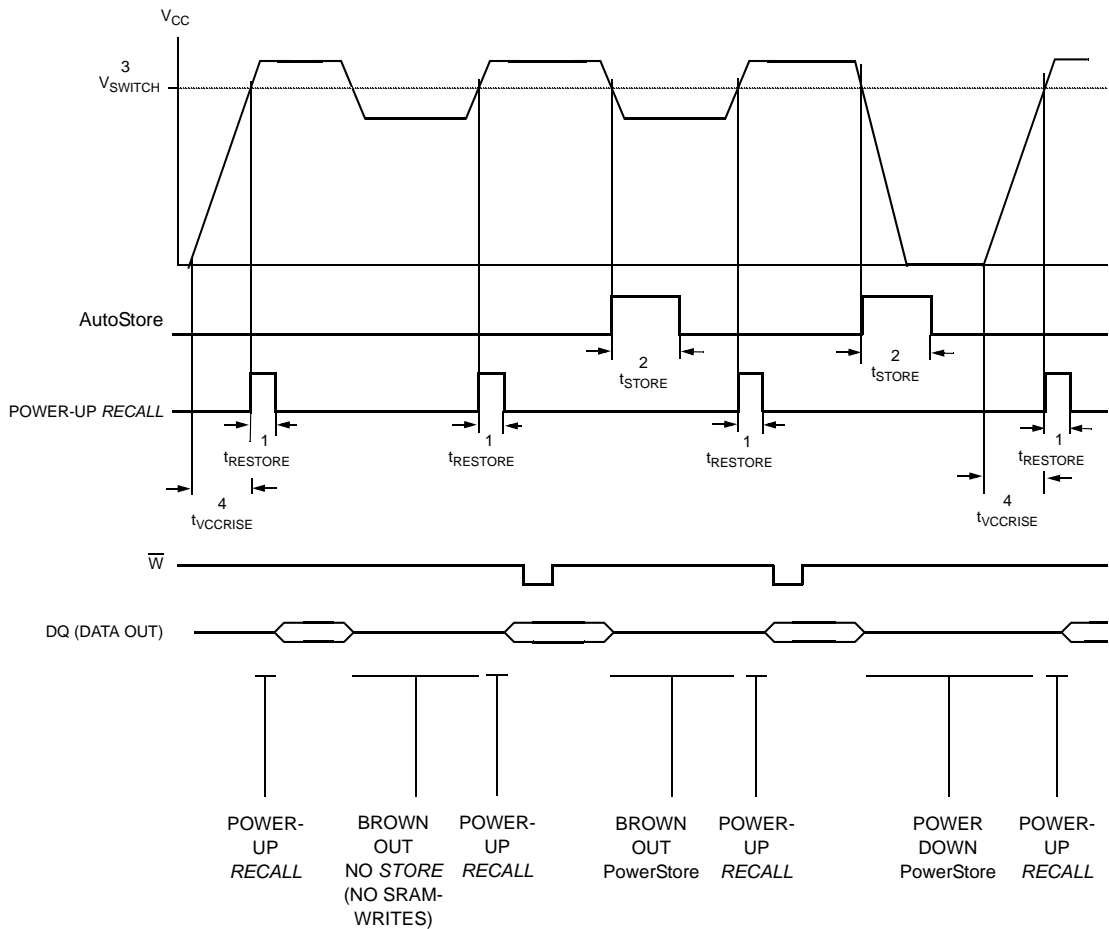 VCC
3
VSWITCH
AutoStore
2
tSTORE
2
tSTORE
POWER-UP RECALL
1
tRESTORE
1
tRESTORE
1
tRESTORE
1
tRESTORE
4
tVCCRISE
4
tVCCRISE
W̅
DQ (DATA OUT)
POWER-
UP
RECALL
BROWN
OUT
NO STORE
(NO SRAM-
WRITES)
POWER-
UP
RECALL
BROWN
OUT
PowerStore
POWER-
UP
RECALL
POWER
DOWN
PowerStore
POWER-
UP
RECALL